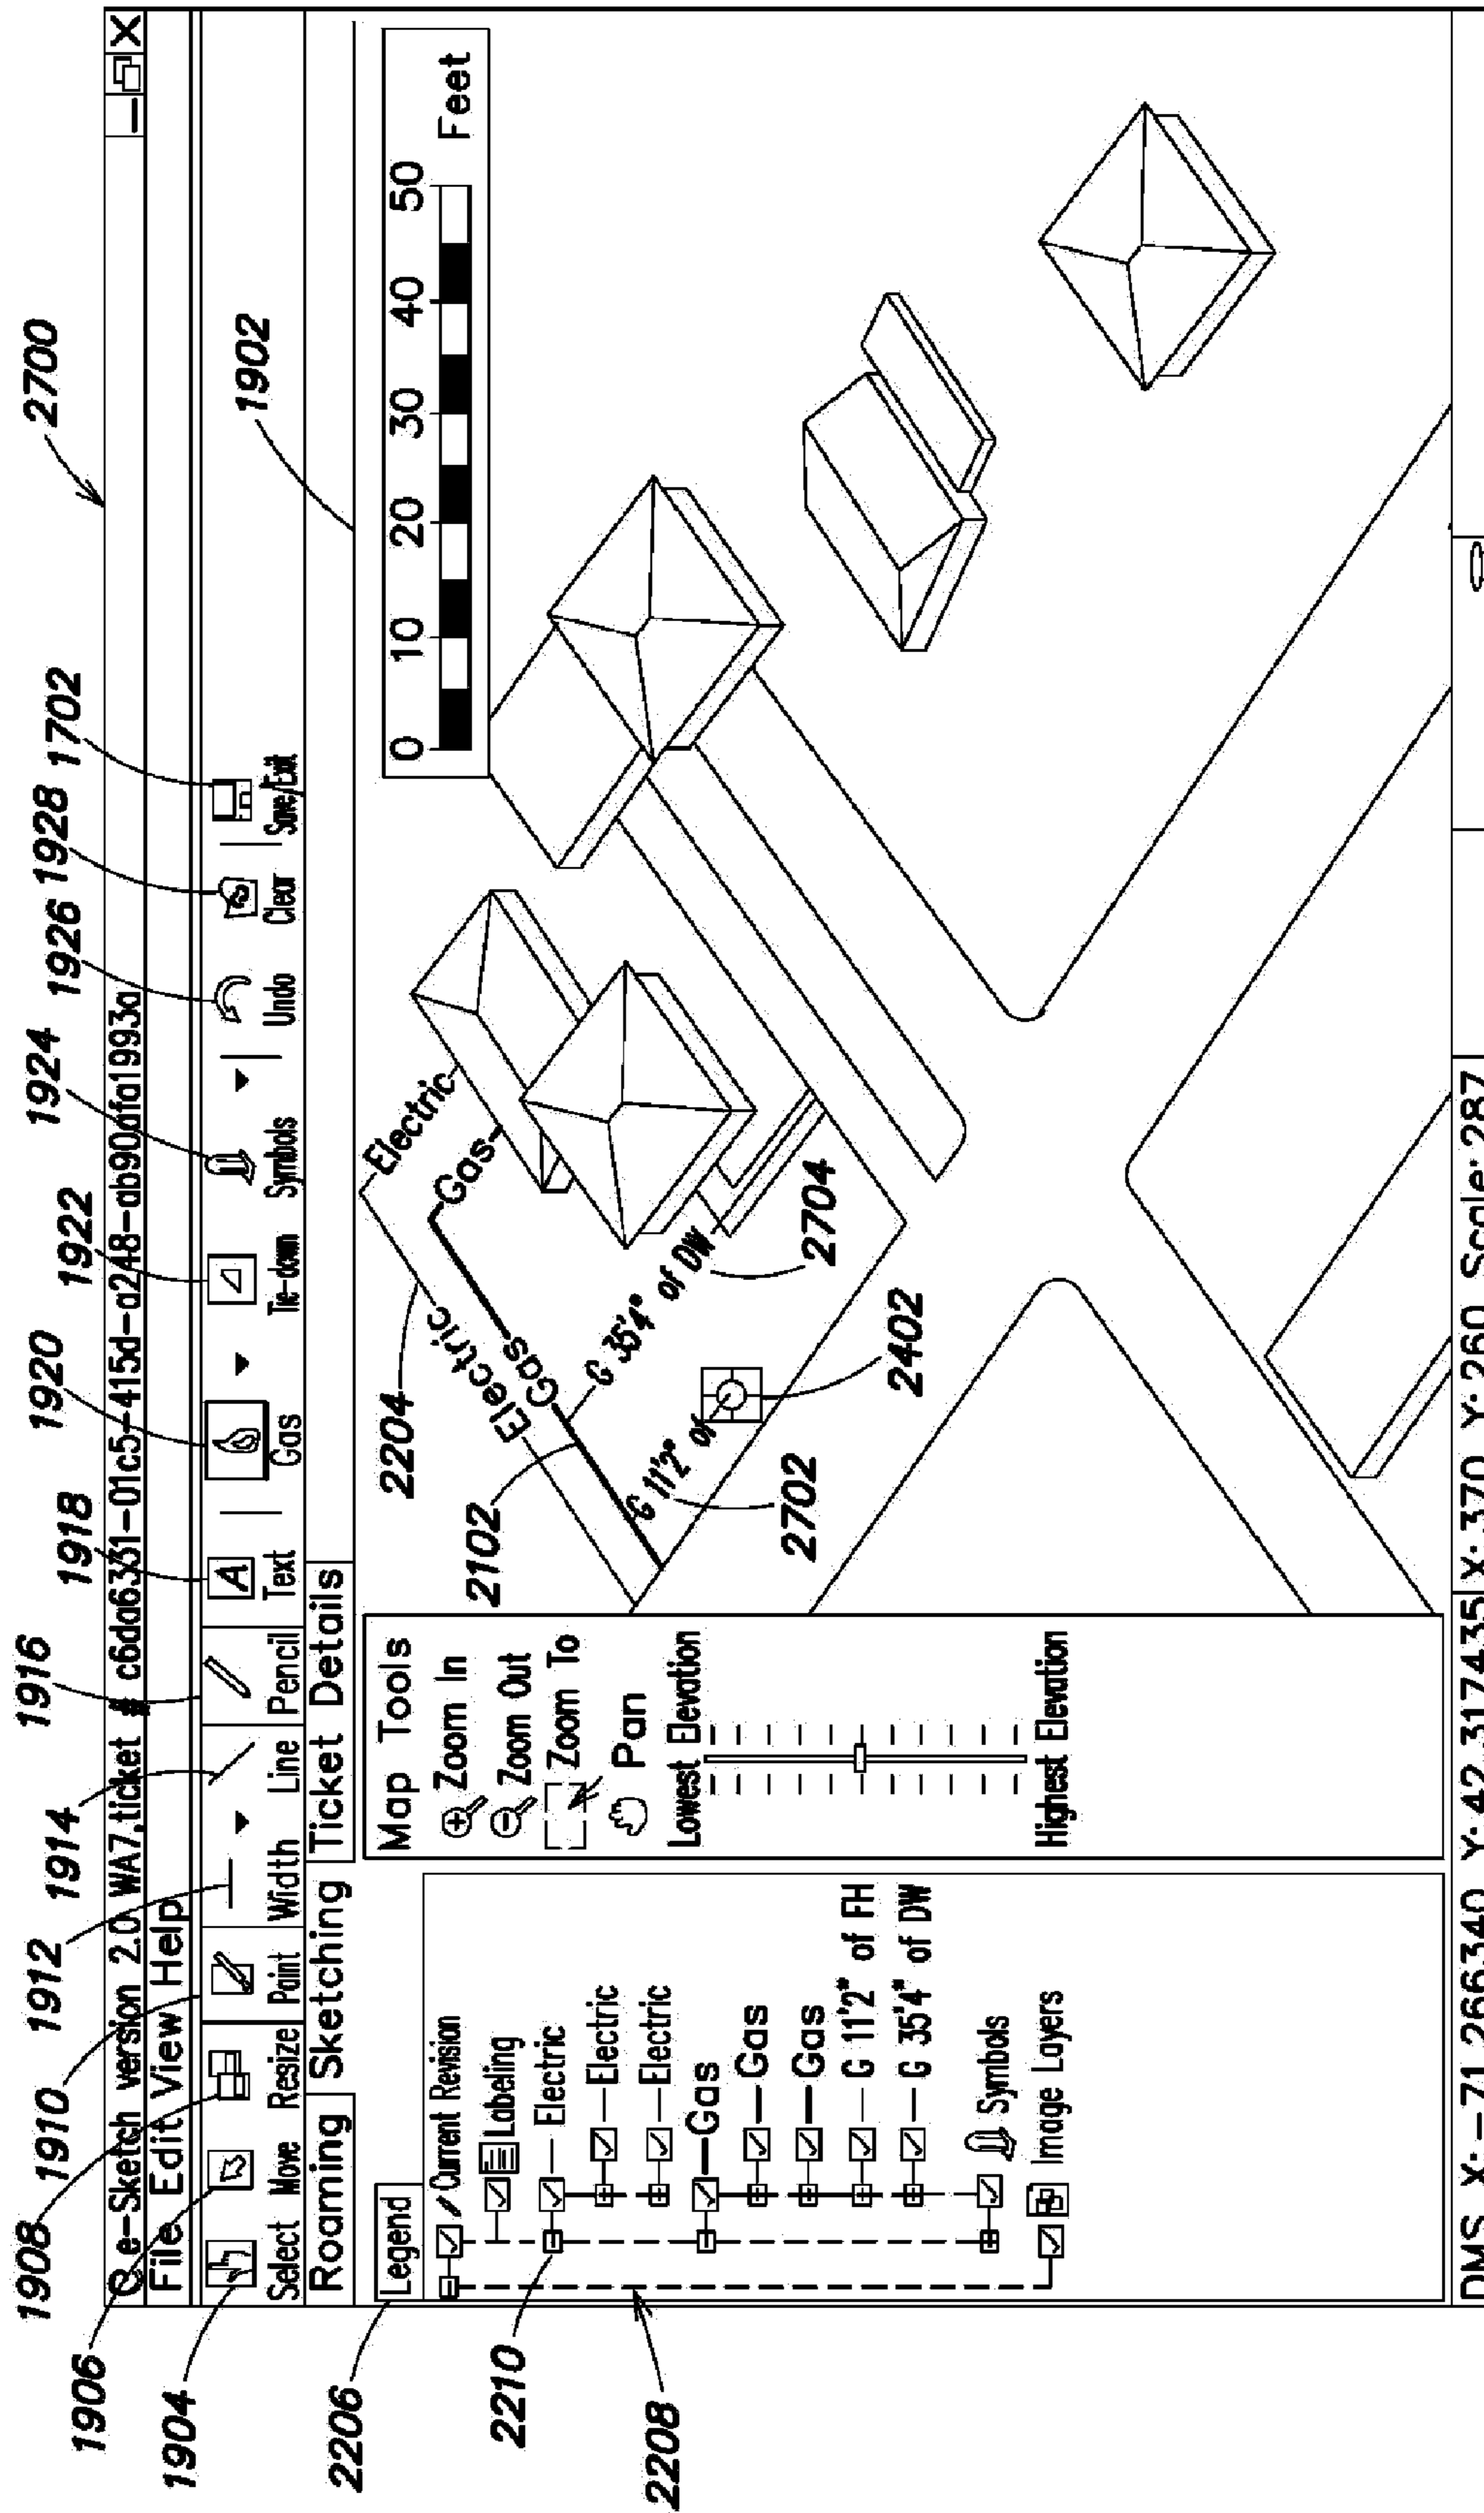 2700
1908 1910 1912 1914 1916 1918 1920 1922 1924 1926 1928 1702
1906
1904
1902
e-Sketch version 2.0 WA7,ticket # c6da6331-01c5-415d-a248-ab90dfa1993a
File Edit View Help
Select Move Resize Paint Width Line Pencil Text Gas Tie-down Symbols Undo Clear Save/Exit
Roaming Sketching Ticket Details
2206
Legend
Current Revision
Labeling
Electric
Electric
Electric
Gas
Gas
Gas
G 11'2" of FH
G 35'4" of DW
Symbols
Image Layers
2210
2208
Map Tools
Zoom In
Zoom Out
Zoom To
Pan
Lowest Elevation
Highest Elevation
0 10 20 30 40 50
Feet
2204
Electric
Electric
Electric
2102
Gas
Gas
G 35'4" of DW
G 11'2" of
2704
2402
2702
DMS X: -71.266340 Y: 42.317435 X: 370 Y: 260 Scale: 287